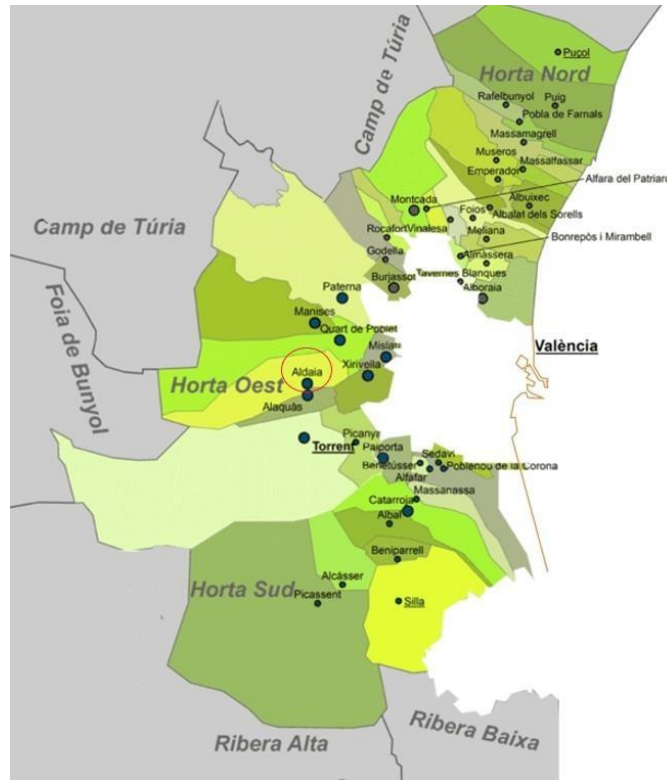 Puçol
Horta Nord
Camp de Túria
Rafelbunyol
Puig
Pobla de Farnals
Massamagrell
Museros
Massalfassar
Emperador
Alfara del Patriarc
Montcada
Albuixec
Foios
Albalat dels Sorells
Rocafort
Vinalesa
Meliana
Bonrepòs i Mirambell
Godella
Almàssera
Camp de Túria
Tavernes Blanques
Burjassot
Alboraia
Paterna
Foia de Bunyol
Manises
Quart de Poblet
Mislata
València
Xirivella
Aldaia
Horta Oest
Alaquàs
Picanya
Torrent
Paiporta
Sedaví
Benetússer
Poblenou de la Corona
Alfafar
Massanassa
Catarroja
Albal
Beniparrell
Alcàsser
Horta Sud
Picassent
Silla
Ribera Baixa
Ribera Alta